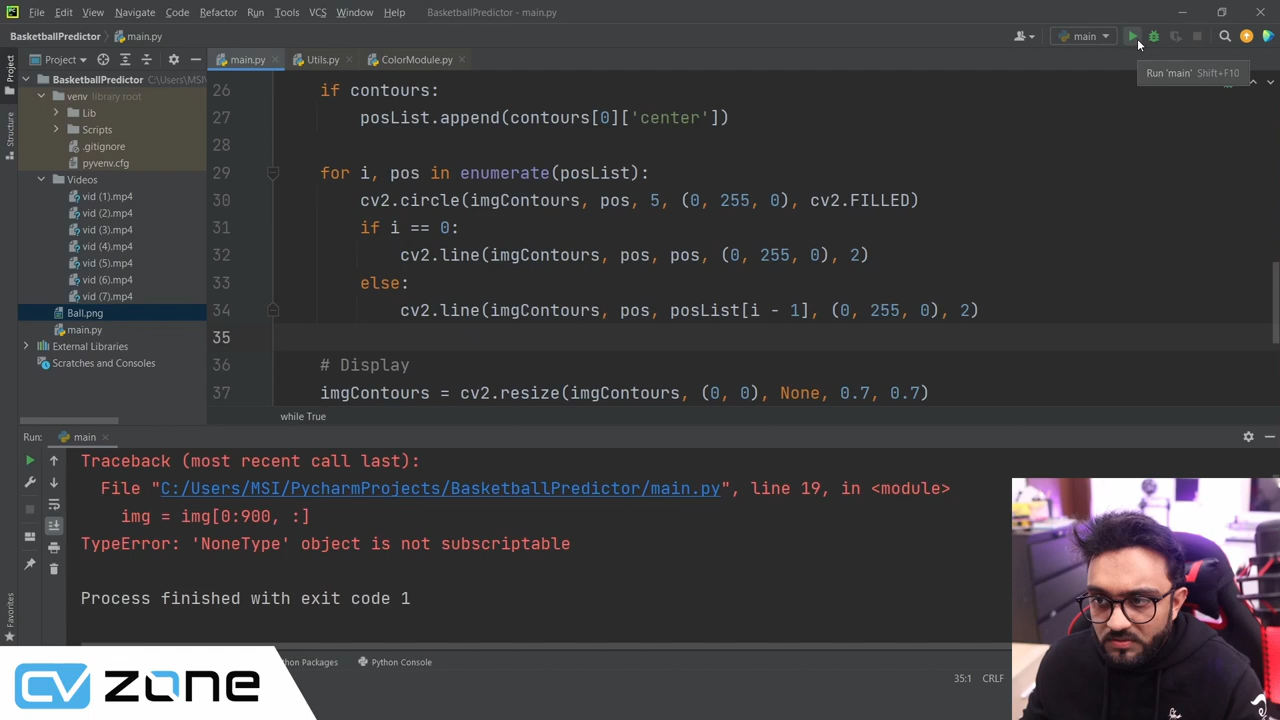 File Edit View Navigate Code Refactor Run Tools VCS Window Help BasketballPredictor - main.py
BasketballPredictor main.py
main
Project
main.py Utils.py ColorModule.py
Run 'main' Shift+F10
BasketballPredictor C:\Users\MSI\
venv library root
Lib
Scripts
.gitignore
pyvenv.cfg
Videos
vid (1).mp4
vid (2).mp4
vid (3).mp4
vid (4).mp4
vid (5).mp4
vid (6).mp4
vid (7).mp4
Ball.png
main.py
External Libraries
Scratches and Consoles
Project
Structure
Favorites
26 if contours:
27 posList.append(contours[0]['center'])
28
29 for i, pos in enumerate(posList):
30 cv2.circle(imgContours, pos, 5, (0, 255, 0), cv2.FILLED)
31 if i == 0:
32 cv2.line(imgContours, pos, pos, (0, 255, 0), 2)
33 else:
34 cv2.line(imgContours, pos, posList[i - 1], (0, 255, 0), 2)
35
36 # Display
37 imgContours = cv2.resize(imgContours, (0, 0), None, 0.7, 0.7)
while True
Run: main
Traceback (most recent call last):
File "C:/Users/MSI/PycharmProjects/BasketballPredictor/main.py", line 19, in <module>
img = img[0:900, :]
TypeError: 'NoneType' object is not subscriptable
Process finished with exit code 1
Packages Python Console
35:1 CRLF
CV ZONE